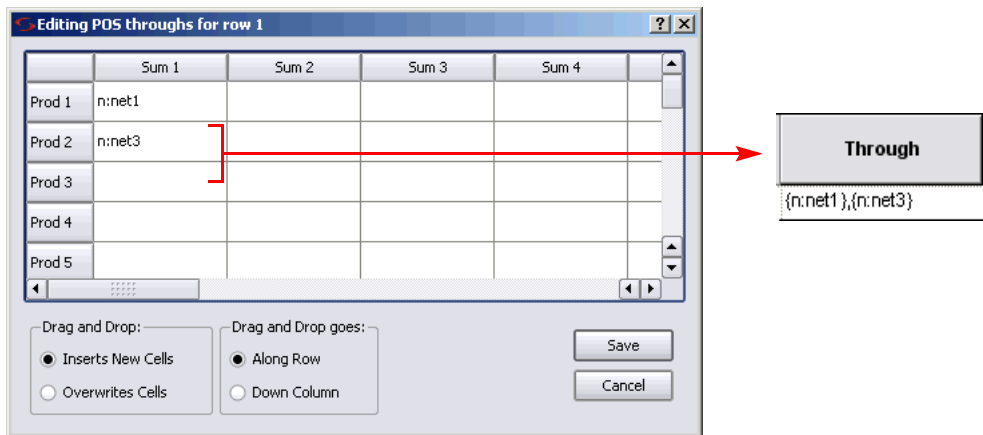 Editing POS throughs for row 1
Sum 1 Sum 2 Sum 3 Sum 4
Prod 1 n:net1
Prod 2 n:net3
Prod 3
Prod 4
Prod 5
Through
{n:net1},{n:net3}
Drag and Drop:
Inserts New Cells
Overwrites Cells
Drag and Drop goes:
Along Row
Down Column
Save
Cancel